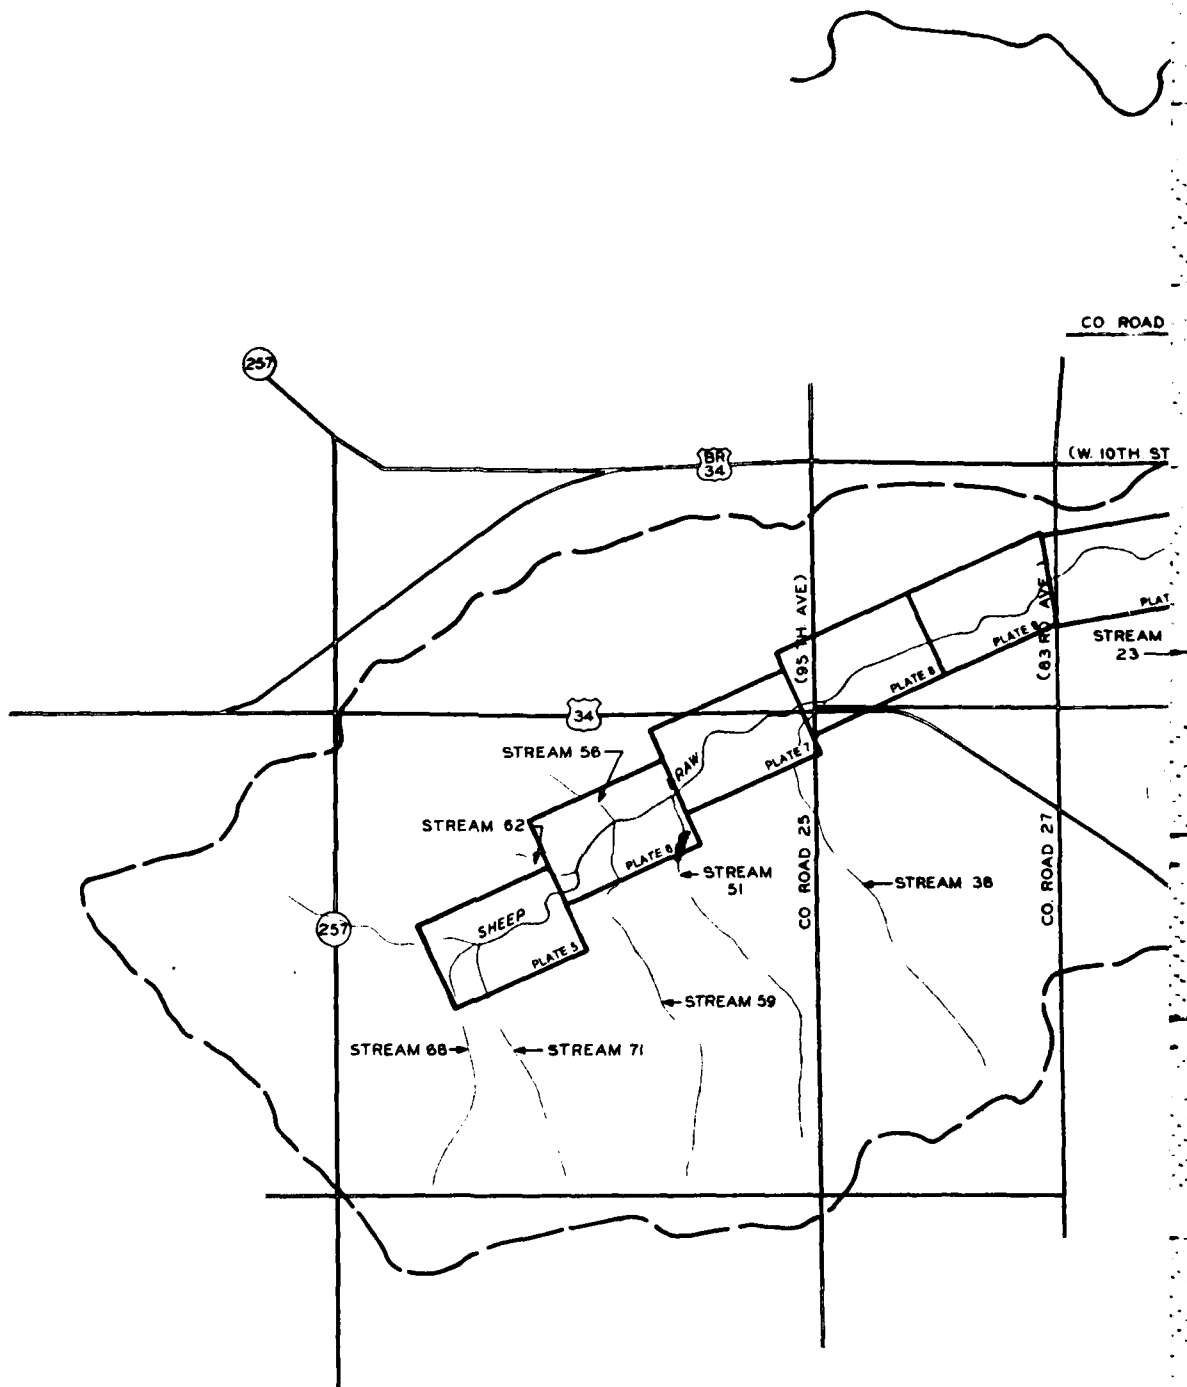 CO ROAD
257
BR
34
(W. 10TH ST
(95 TH AVE)
(83 RD AVE.)
PLAT
PLATE 9
STREAM
23
PLATE 8
34
STREAM 56
RAW
PLATE 7
STREAM 62
PLATE 6
STREAM
51
CO ROAD 25
CO. ROAD 27
STREAM 38
SHEEP
257
PLATE 5
STREAM 59
STREAM 68
STREAM 71